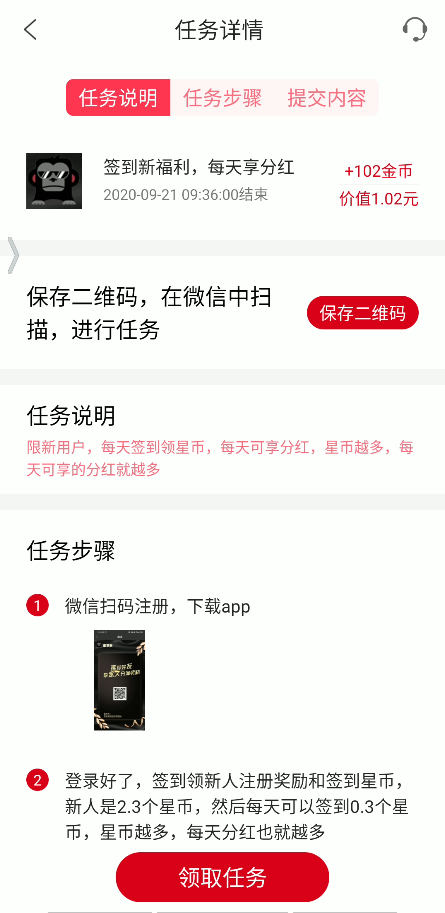 任务详情
任务说明 任务步骤 提交内容
签到新福利，每天享分红
+102金币
2020-09-21 09:36:00结束
价值1.02元
保存二维码，在微信中扫
描，进行任务
保存二维码
任务说明
限新用户，每天签到领星币，每天可享分红，星币越多，每
天可享的分红就越多
任务步骤
1 微信扫码注册，下载app
2 登录好了，签到领新人注册奖励和签到星币，
新人是2.3个星币，然后每天可以签到0.3个星
币，星币越多，每天分红也就越多
领取任务